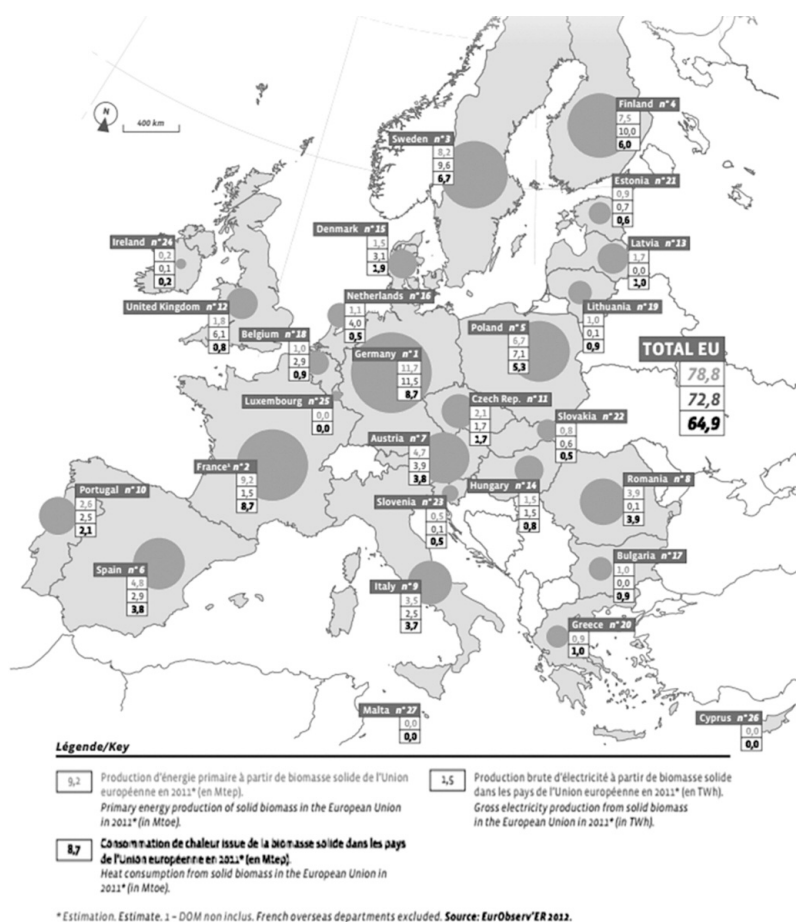 N
400 km
Finland n°4
7,5
10,0
6,0
Sweden n°3
8,2
9,6
6,7
Estonia n°21
0,9
0,7
0,6
Ireland n°24
0,2
0,1
0,2
Denmark n°15
1,5
3,1
1,9
Latvia n°13
1,7
0,0
1,0
United Kingdom n°12
1,8
6,1
0,8
Netherlands n°16
1,1
4,0
0,5
Lithuania n°19
1,0
0,1
0,9
Belgium n°18
1,0
2,9
0,9
Germany n°1
11,7
11,5
8,7
Poland n°5
6,7
7,1
5,3
TOTAL EU
78,8
72,8
64,9
Luxembourg n°25
0,0
0,0
Czech Rep. n°11
2,1
1,7
1,7
Slovakia n°22
0,8
0,6
0,5
Austria n°7
4,7
3,9
3,8
France¹ n°2
9,2
1,5
8,7
Hungary n°14
1,5
1,5
0,8
Romania n°8
3,9
0,1
3,9
Portugal n°10
2,6
2,5
2,1
Slovenia n°23
0,5
0,1
0,5
Spain n°6
4,8
2,9
3,8
Italy n°9
3,5
2,5
3,7
Bulgaria n°17
1,0
0,0
0,9
Greece n°20
0,9
1,0
Malta n°27
0,0
0,0
Cyprus n°26
0,0
0,0
Légende/Key
9,2
Production d'énergie primaire à partir de biomasse solide de l'Union
européenne en 2011* (en Mtep).
Primary energy production of solid biomass in the European Union
in 2011* (in Mtoe).
1,5
Production brute d'électricité à partir de biomasse solide
dans les pays de l'Union européenne en 2011* (en TWh).
Gross electricity production from solid biomass
in the European Union in 2011* (in TWh).
8,7
Consommation de chaleur issue de la biomasse solide dans les pays
de l'Union européenne en 2011* (en Mtep).
Heat consumption from solid biomass in the European Union in
2011* (in Mtoe).
* Estimation. Estimate. 1 – DOM non inclus. French overseas departments excluded. Source: EurObserv'ER 2012.